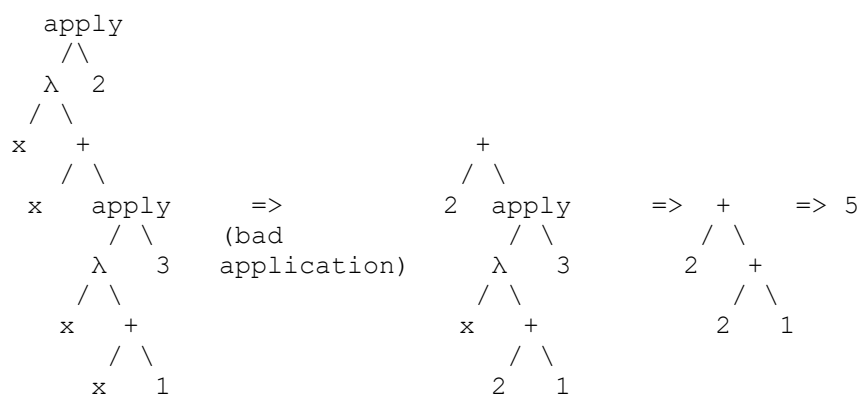 apply
/\
λ 2
/ \
x + +
/ \ / \
x apply => 2 apply => + => 5
/ \ (bad / \ / \
λ 3 application) λ 3 2 +
/ \ / \ / \
x + x + 2 1
/ \ / \
x 1 2 1